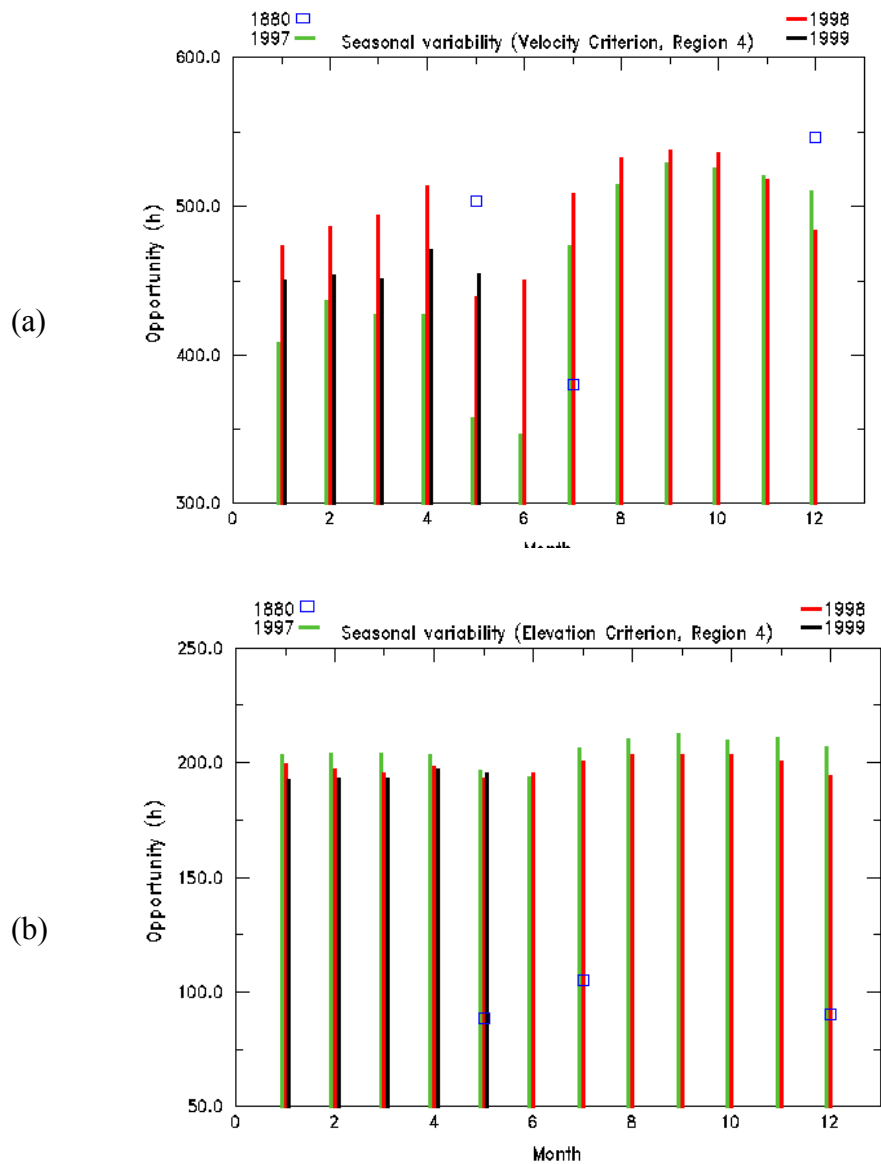 1880 1998
1997 Seasonal variability (Velocity Criterion, Region 4) 1999
600.0
500.0
400.0
300.0
Opportunity (h)
(a)
0 2 4 6 8 10 12
Month
1880 1998
1997 Seasonal variability (Elevation Criterion, Region 4) 1999
250.0
200.0
150.0
100.0
50.0
Opportunity (h)
(b)
0 2 4 6 8 10 12
Month